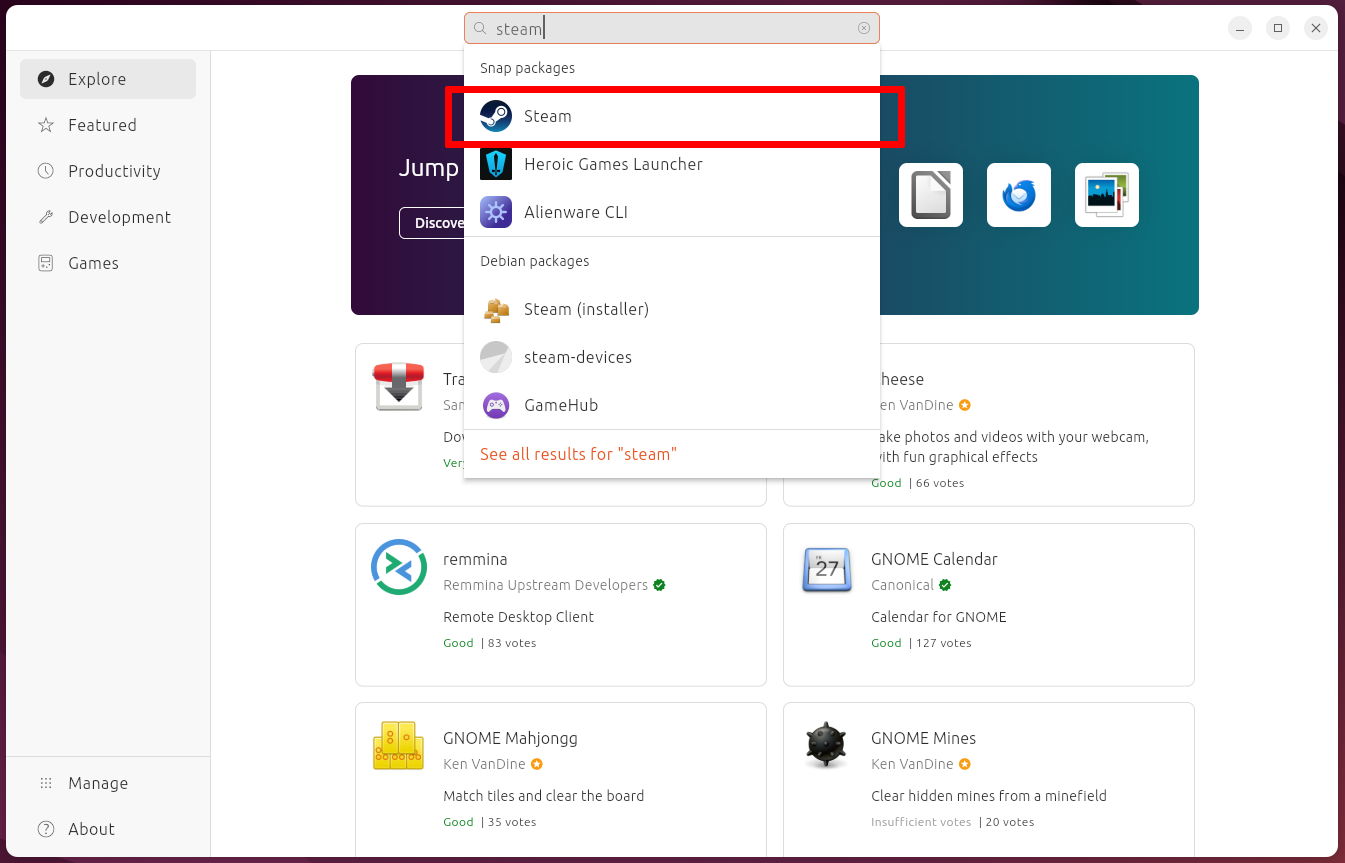 steam
Explore
Featured
Productivity
Development
Games
Manage
About
Snap packages
Steam
Heroic Games Launcher
Alienware CLI
Debian packages
Steam (installer)
steam-devices
GameHub
See all results for "steam"
Jump
Discove
Tra
San
Dov
Very
heese
en VanDine
ake photos and videos with your webcam,
with fun graphical effects
Good | 66 votes
remmina
Remmina Upstream Developers
Remote Desktop Client
Good | 83 votes
FR
27
GNOME Calendar
Canonical
Calendar for GNOME
Good | 127 votes
GNOME Mahjongg
Ken VanDine
Match tiles and clear the board
Good | 35 votes
GNOME Mines
Ken VanDine
Clear hidden mines from a minefield
Insufficient votes | 20 votes